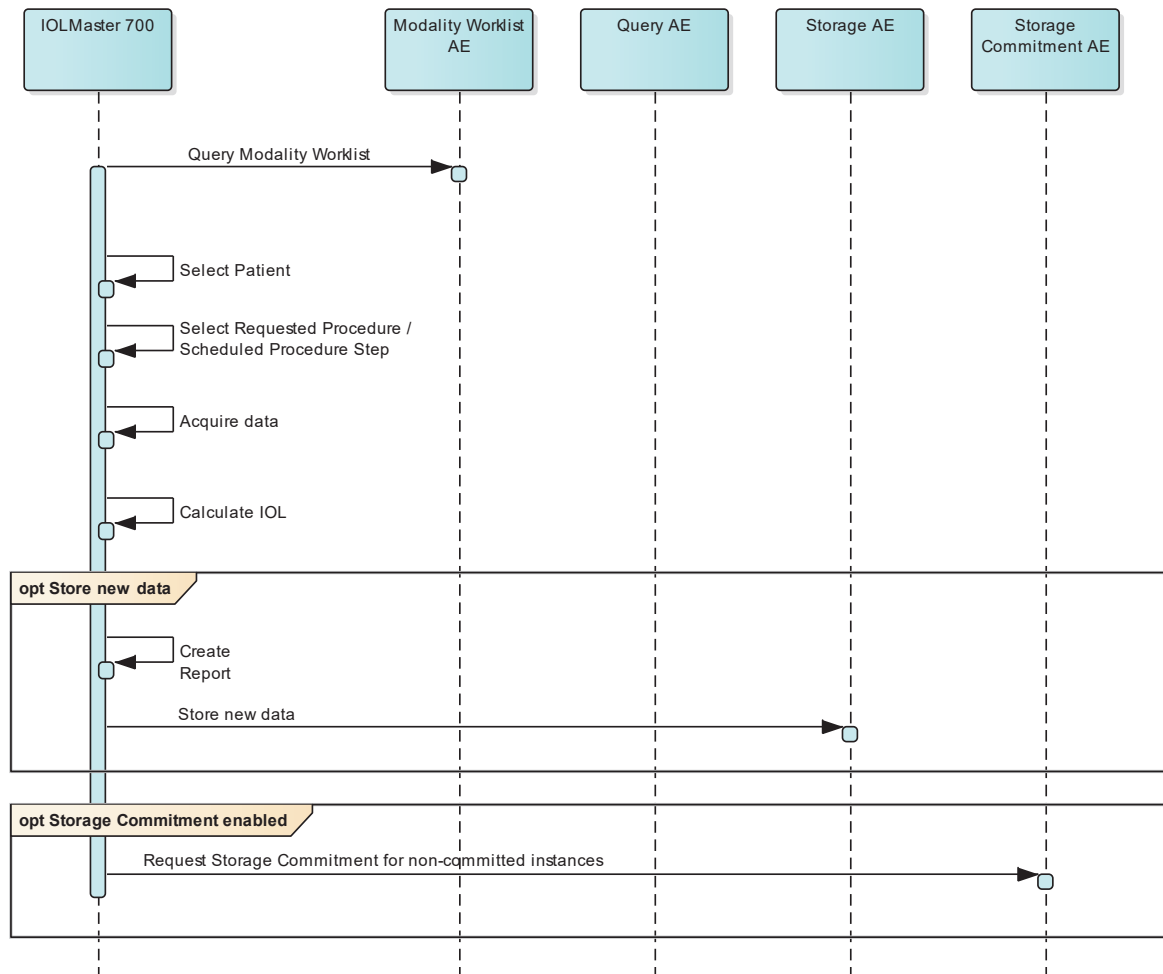 IOLMaster 700
Modality Worklist
AE
Query AE
Storage AE
Storage
Commitment AE
Query Modality Worklist
Select Patient
Select Requested Procedure /
Scheduled Procedure Step
Acquire data
Calculate IOL
opt Store new data
Create
Report
Store new data
opt Storage Commitment enabled
Request Storage Commitment for non-committed instances